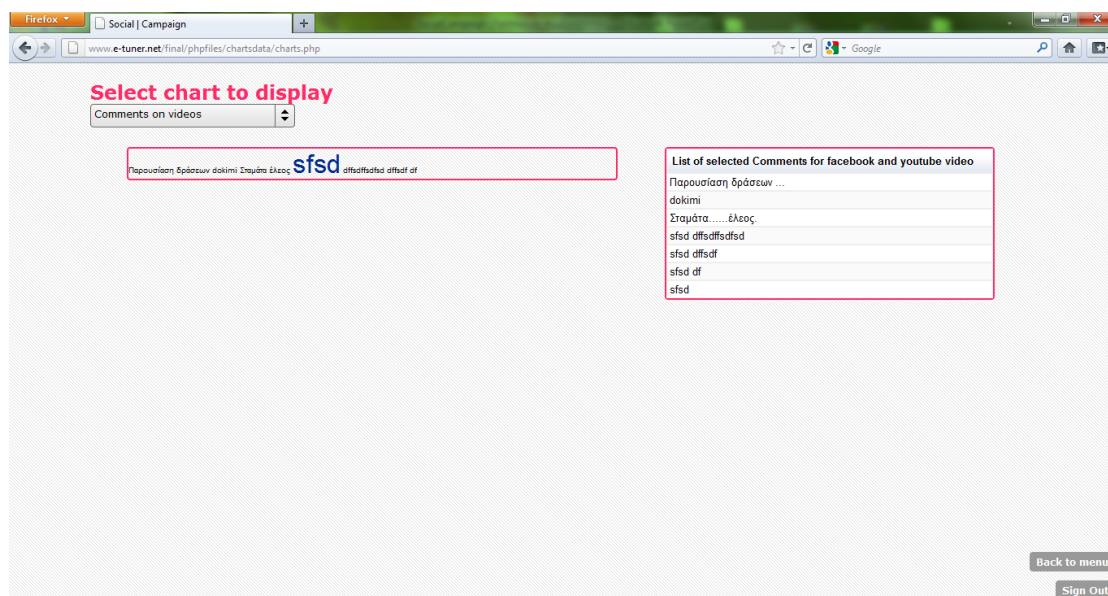 Firefox
Social | Campaign
www.e-tuner.net/final/phpfiles/chartsdata/charts.php
Google
Select chart to display
Comments on videos
Παρουσίαση δράσεων dokimi Σταμάτα έλεος sfsd dffsdffsdfsd dffsdf df
List of selected Comments for facebook and youtube video
Παρουσίαση δράσεων ...
dokimi
Σταμάτα......έλεος.
sfsd dffsdffsdfsd
sfsd dffsdf
sfsd df
sfsd
Back to menu
Sign Out